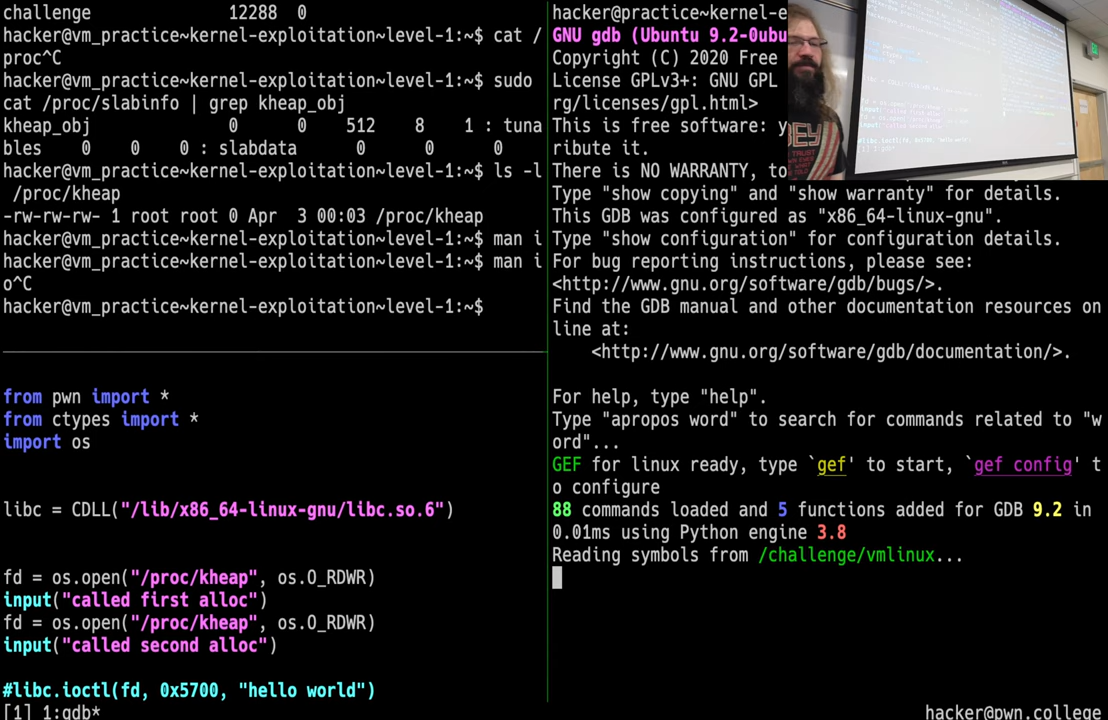 challenge              12288  0
hacker@vm_practice~kernel-exploitation~level-1:~$ cat /
proc^C
hacker@vm_practice~kernel-exploitation~level-1:~$ sudo
cat /proc/slabinfo | grep kheap_obj
kheap_obj              0      0    512    8    1 : tuna
bles    0    0    0 : slabdata      0      0      0
hacker@vm_practice~kernel-exploitation~level-1:~$ ls -l
/proc/kheap
-rw-rw-rw- 1 root root 0 Apr  3 00:03 /proc/kheap
hacker@vm_practice~kernel-exploitation~level-1:~$ man i
hacker@vm_practice~kernel-exploitation~level-1:~$ man i
o^C
hacker@vm_practice~kernel-exploitation~level-1:~$
from pwn import *
from ctypes import *
import os
libc = CDLL("/lib/x86_64-linux-gnu/libc.so.6")
fd = os.open("/proc/kheap", os.O_RDWR)
input("called first alloc")
fd = os.open("/proc/kheap", os.O_RDWR)
input("called second alloc")
#libc.ioctl(fd, 0x5700, "hello world")
[1] 1:gdb*
hacker@practice~kernel-e
GNU gdb (Ubuntu 9.2-0ubu
Copyright (C) 2020 Free
License GPLv3+: GNU GPL
rg/licenses/gpl.html>
This is free software: y
ribute it.
There is NO WARRANTY, to
Type "show copying" and "show warranty" for details.
This GDB was configured as "x86_64-linux-gnu".
Type "show configuration" for configuration details.
For bug reporting instructions, please see:
<http://www.gnu.org/software/gdb/bugs/>.
Find the GDB manual and other documentation resources on
line at:
<http://www.gnu.org/software/gdb/documentation/>.
For help, type "help".
Type "apropos word" to search for commands related to "w
ord"...
GEF for linux ready, type `gef' to start, `gef config' t
o configure
88 commands loaded and 5 functions added for GDB 9.2 in
0.01ms using Python engine 3.8
Reading symbols from /challenge/vmlinux...
hacker@pwn.college